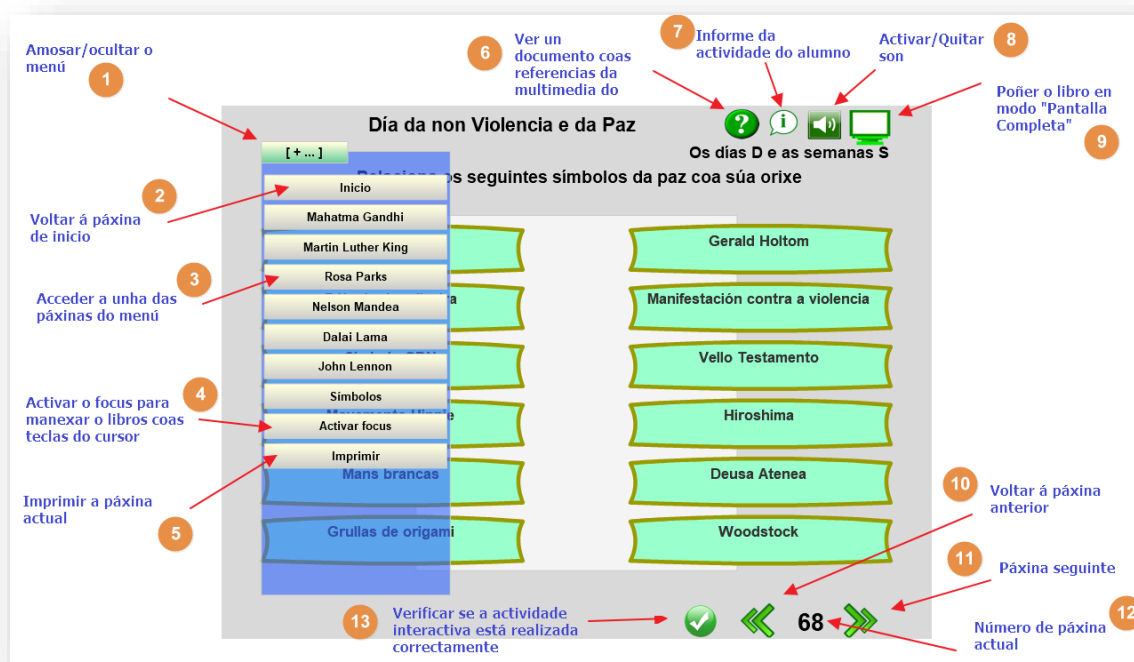 Amosar/ocultar o
menú
1
6
Ver un
documento coas
referencias da
multimedia do
7
Informe da
actividade do alumno
Activar/Quitar
son
8
Poñer o libro en
modo "Pantalla
Completa"
9
Día da non Violencia e da Paz
?
i
Os días D e as semanas S
[ + ... ]
os seguintes símbolos da paz coa súa orixe
2
Voltar á páxina
de inicio
3
Acceder a unha das
páxinas do menú
4
Activar o focus para
manexar o libros coas
teclas do cursor
Imprimir a páxina
actual
5
Inicio
Mahatma Gandhi
Martin Luther King
Rosa Parks
Nelson Mandea
Dalai Lama
John Lennon
Símbolos
Activar focus
Imprimir
Mans brancas
Grullas de origami
Gerald Holtom
Manifestación contra a violencia
Vello Testamento
Hiroshima
Deusa Atenea
Woodstock
10
Voltar á páxina
anterior
11
Páxina seguinte
12
Número de páxina
actual
13
Verificar se a actividade
interactiva está realizada
correctamente
68